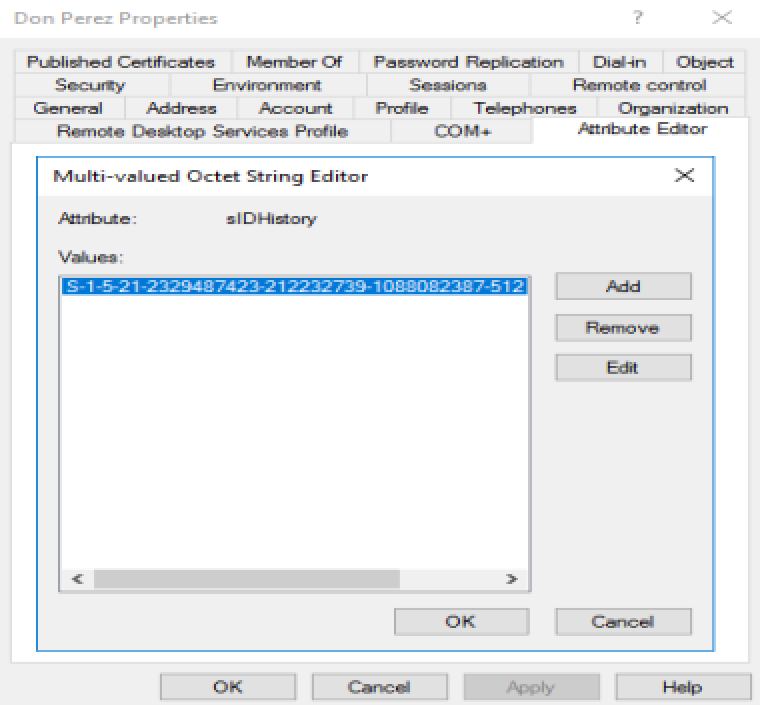 Don Perez Properties ? ×
Published Certificates Member Of Password Replication Dial-in Object
Security Environment Sessions Remote control
General Address Account Profile Telephones Organization
Remote Desktop Services Profile COM+ Attribute Editor
Multi-valued Octet String Editor ×
Attribute: sIDHistory
Values:
S-1-5-21-2329487423-212232739-1088082387-512
Add
Remove
Edit
OK Cancel
OK Cancel Apply Help